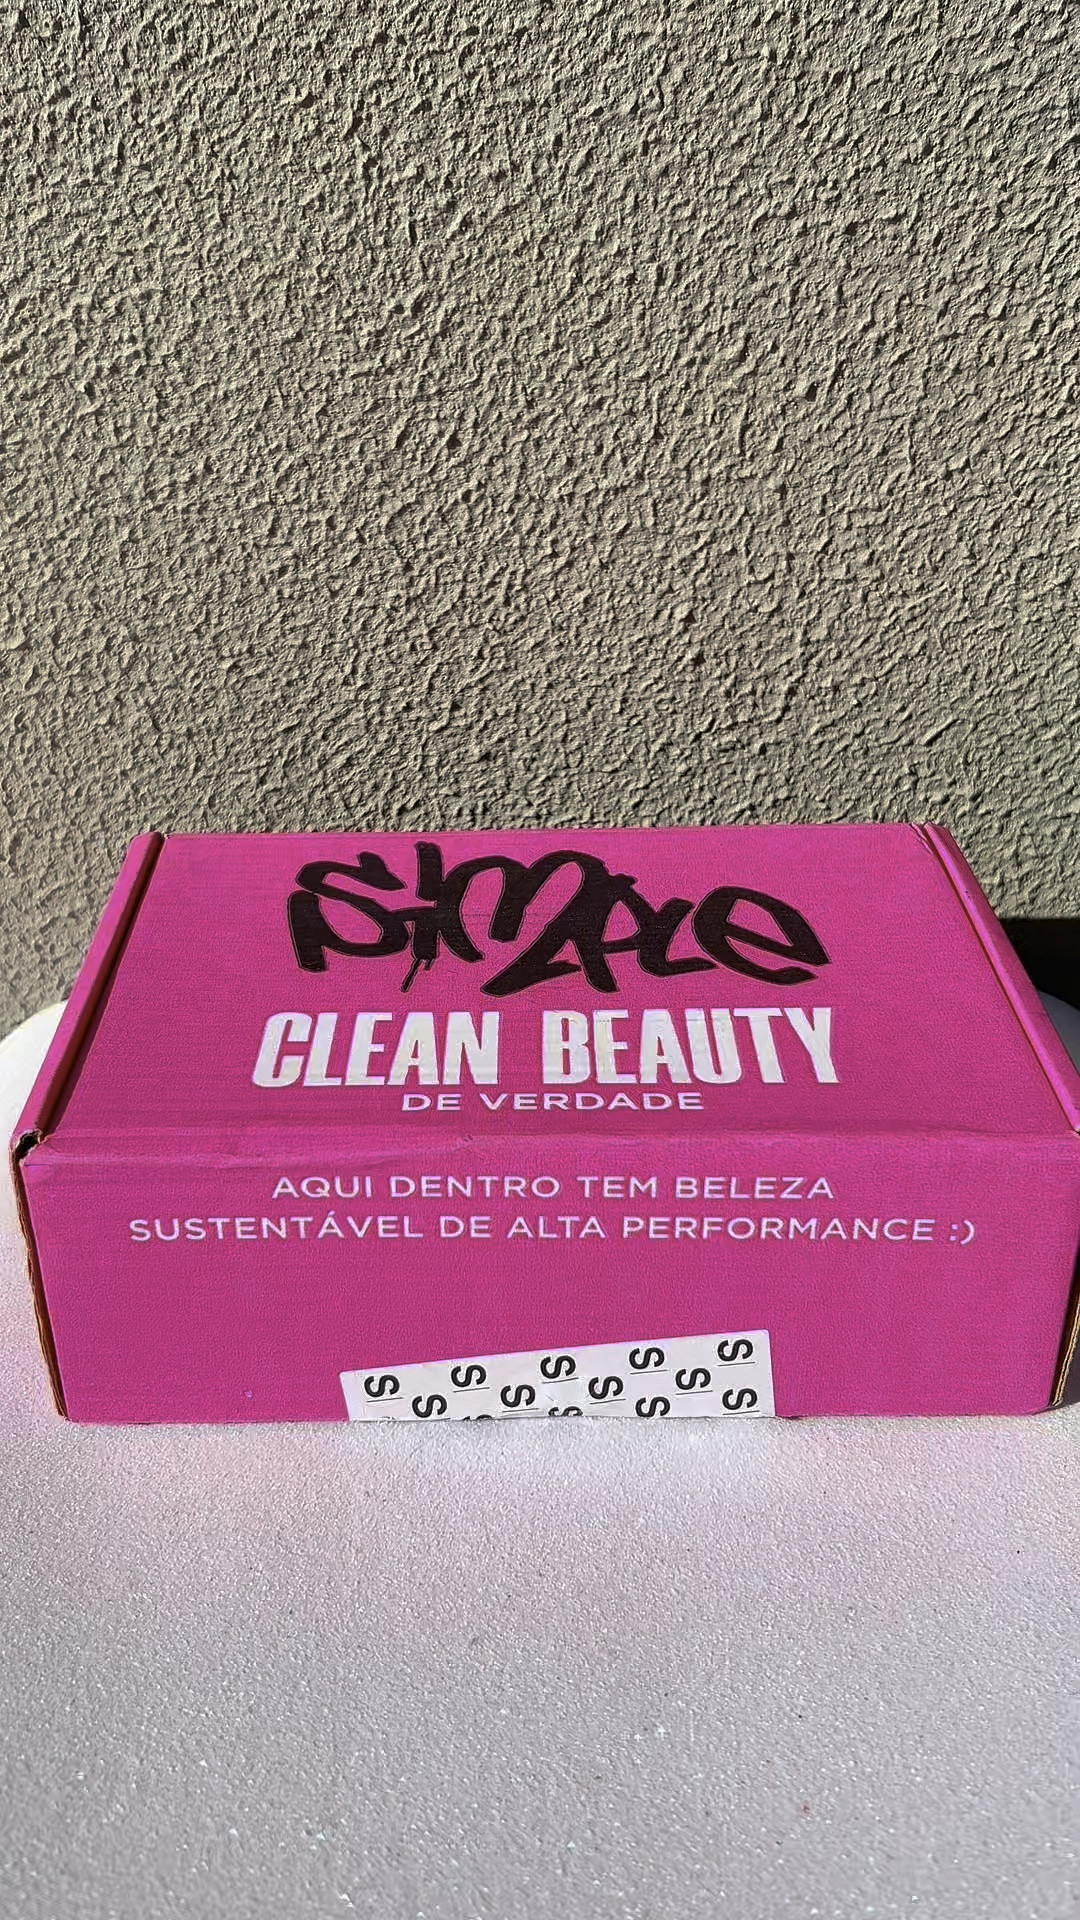 Simple
CLEAN BEAUTY
DE VERDADE
AQUI DENTRO TEM BELEZA
SUSTENTÁVEL DE ALTA PERFORMANCE :)
S S S S S
S S S S
S S S